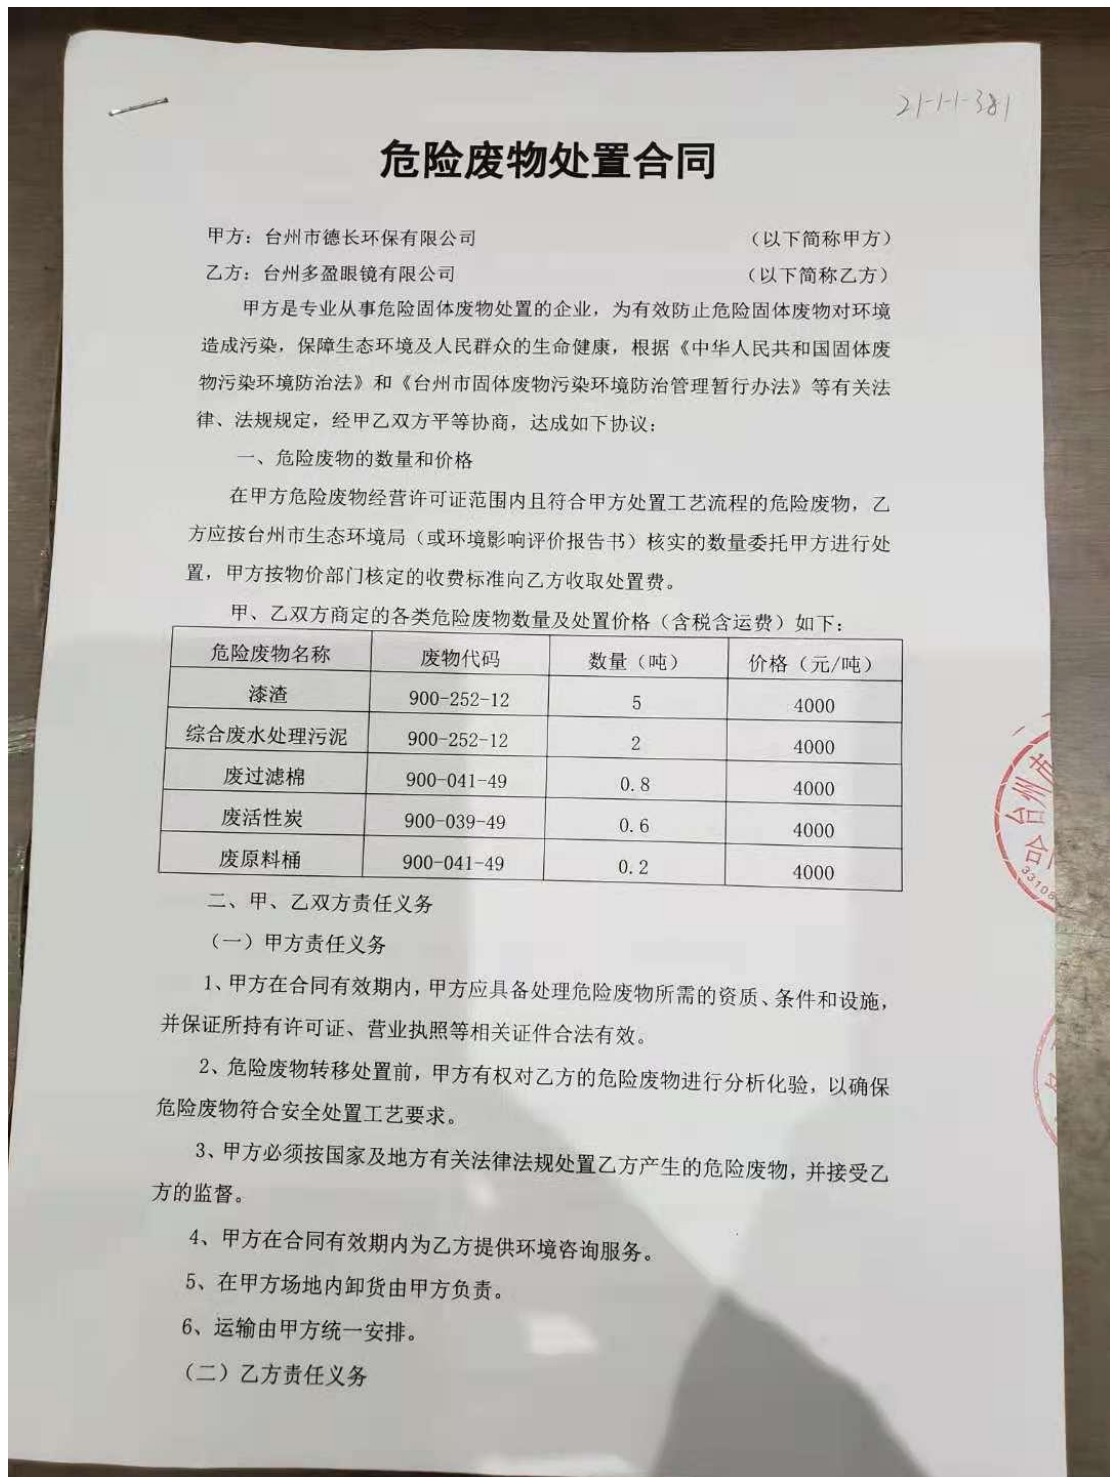 21-1-1-381
危险废物处置合同
甲方：台州市德长环保有限公司 （以下简称甲方）
乙方：台州多盈眼镜有限公司 （以下简称乙方）
甲方是专业从事危险固体废物处置的企业，为有效防止危险固体废物对环境
造成污染，保障生态环境及人民群众的生命健康，根据《中华人民共和国固体废
物污染环境防治法》和《台州市固体废物污染环境防治管理暂行办法》等有关法
律、法规规定，经甲乙双方平等协商，达成如下协议：
一、危险废物的数量和价格
在甲方危险废物经营许可证范围内且符合甲方处置工艺流程的危险废物，乙
方应按台州市生态环境局（或环境影响评价报告书）核实的数量委托甲方进行处
置，甲方按物价部门核定的收费标准向乙方收取处置费。
甲、乙双方商定的各类危险废物数量及处置价格（含税含运费）如下：
危险废物名称 废物代码 数量（吨） 价格（元/吨）
漆渣 900-252-12 5 4000
综合废水处理污泥 900-252-12 2 4000
废过滤棉 900-041-49 0.8 4000
废活性炭 900-039-49 0.6 4000
废原料桶 900-041-49 0.2 4000
二、甲、乙双方责任义务
（一）甲方责任义务
1、甲方在合同有效期内，甲方应具备处理危险废物所需的资质、条件和设施，
并保证所持有许可证、营业执照等相关证件合法有效。
2、危险废物转移处置前，甲方有权对乙方的危险废物进行分析化验，以确保
危险废物符合安全处置工艺要求。
3、甲方必须按国家及地方有关法律法规处置乙方产生的危险废物，并接受乙
方的监督。
4、甲方在合同有效期内为乙方提供环境咨询服务。
5、在甲方场地内卸货由甲方负责。
6、运输由甲方统一安排。
（二）乙方责任义务
台州市
合
33108